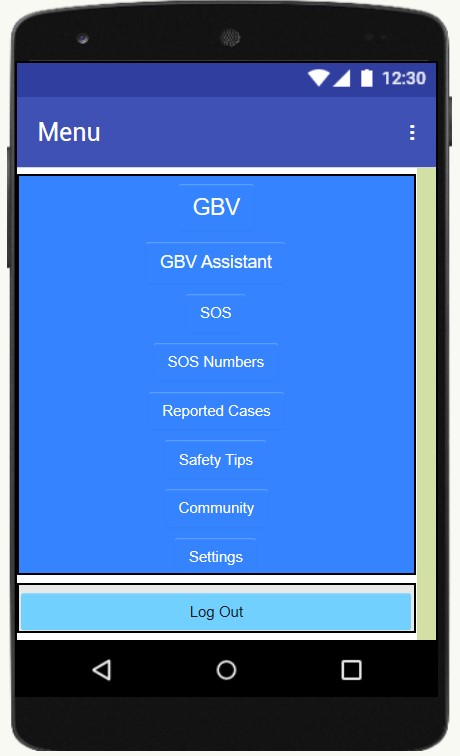 12:30
Menu
GBV
GBV Assistant
SOS
SOS Numbers
Reported Cases
Safety Tips
Community
Settings
Log Out